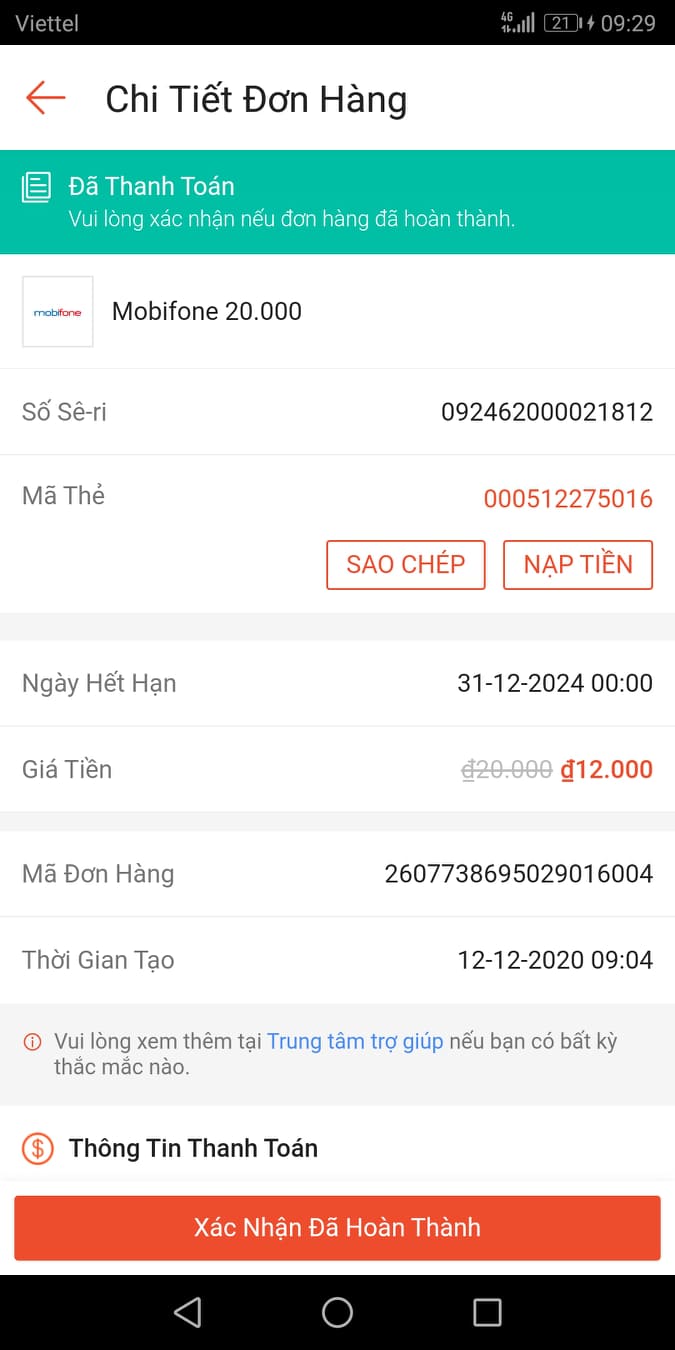 Viettel 4G 21 09:29
Chi Tiết Đơn Hàng
Đã Thanh Toán
Vui lòng xác nhận nếu đơn hàng đã hoàn thành.
mobifone Mobifone 20.000
Số Sê-ri 092462000021812
Mã Thẻ 000512275016
SAO CHÉP NẠP TIỀN
Ngày Hết Hạn 31-12-2024 00:00
Giá Tiền ₫20.000 ₫12.000
Mã Đơn Hàng 2607738695029016004
Thời Gian Tạo 12-12-2020 09:04
Vui lòng xem thêm tại Trung tâm trợ giúp nếu bạn có bất kỳ
thắc mắc nào.
Thông Tin Thanh Toán
Xác Nhận Đã Hoàn Thành